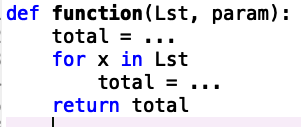 def function(Lst, param):
    total = ...
    for x in Lst
        total = ...
    return total